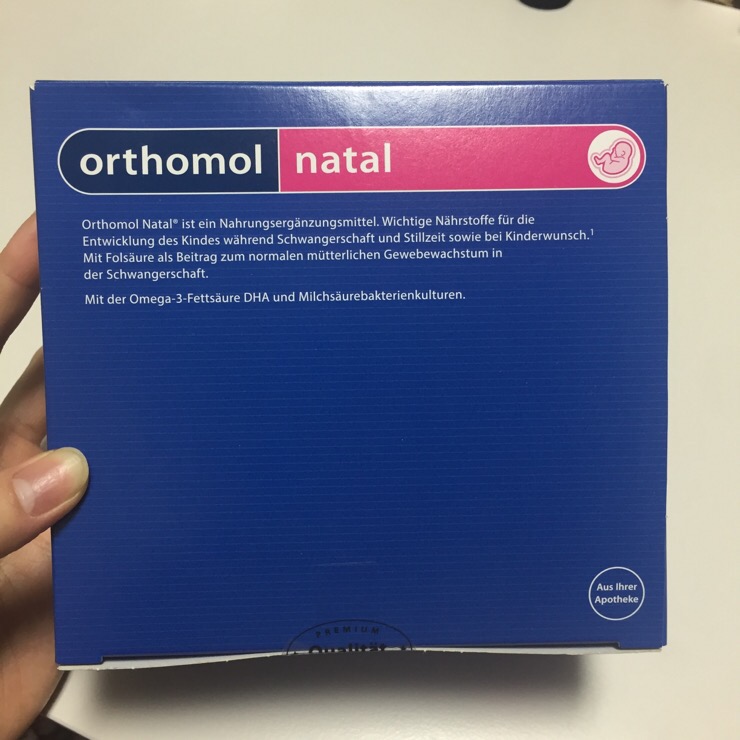 orthomol natal
Orthomol Natal® ist ein Nahrungsergänzungsmittel. Wichtige Nährstoffe für die
Entwicklung des Kindes während Schwangerschaft und Stillzeit sowie bei Kinderwunsch.¹
Mit Folsäure als Beitrag zum normalen mütterlichen Gewebewachstum in
der Schwangerschaft.
Mit der Omega-3-Fettsäure DHA und Milchsäurebakterienkulturen.
Aus Ihrer
Apotheke
PREMIUM
Qualität